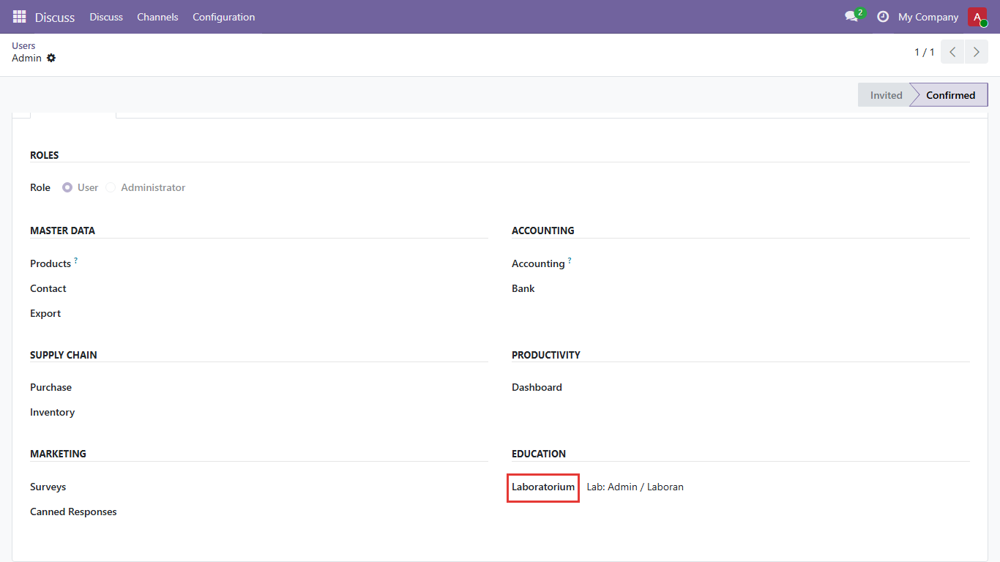 Discuss Discuss Channels Configuration 2 My Company A
Users
Admin 1 / 1
Invited Confirmed
ROLES
Role User Administrator
MASTER DATA
Products ?
Contact
Export
ACCOUNTING
Accounting ?
Bank
SUPPLY CHAIN
Purchase
Inventory
PRODUCTIVITY
Dashboard
MARKETING
Surveys
Canned Responses
EDUCATION
Laboratorium Lab: Admin / Laboran